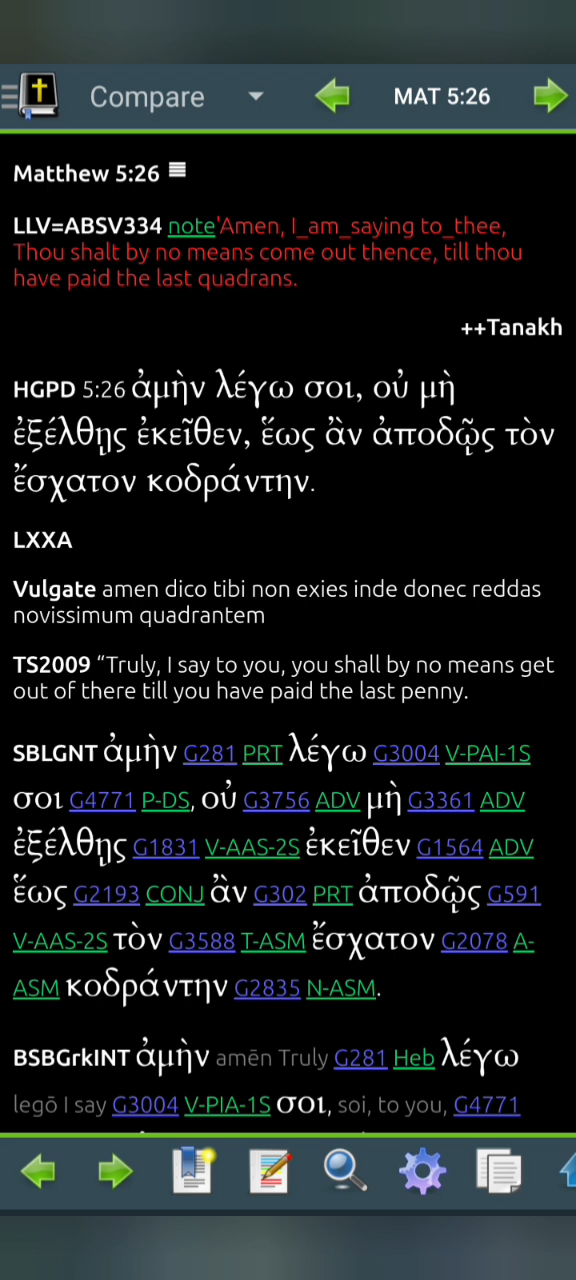 Compare
MAT 5:26
Matthew 5:26
LLV=ABSV334 note'Amen, I_am_saying to_thee,
Thou shalt by no means come out thence, till thou
have paid the last quadrans.
++Tanakh
HGPD 5:26 ἀμὴν λέγω σοι, οὐ μὴ
ἐξέλθῃς ἐκεῖθεν, ἕως ἂν ἀποδῷς τὸν
ἔσχατον κοδράντην.
LXXA
Vulgate amen dico tibi non exies inde donec reddas
novissimum quadrantem
TS2009 “Truly, I say to you, you shall by no means get
out of there till you have paid the last penny.
SBLGNT ἀμὴν G281 PRT λέγω G3004 V-PAI-1S
σοι G4771 P-DS, οὐ G3756 ADV μὴ G3361 ADV
ἐξέλθῃς G1831 V-AAS-2S ἐκεῖθεν G1564 ADV
ἕως G2193 CONJ ἂν G302 PRT ἀποδῷς G591
V-AAS-2S τὸν G3588 T-ASM ἔσχατον G2078 A-
ASM κοδράντην G2835 N-ASM.
BSBGrkINT ἀμὴν amēn Truly G281 Heb λέγω
legō I say G3004 V-PIA-1S σοι, soi, to you, G4771